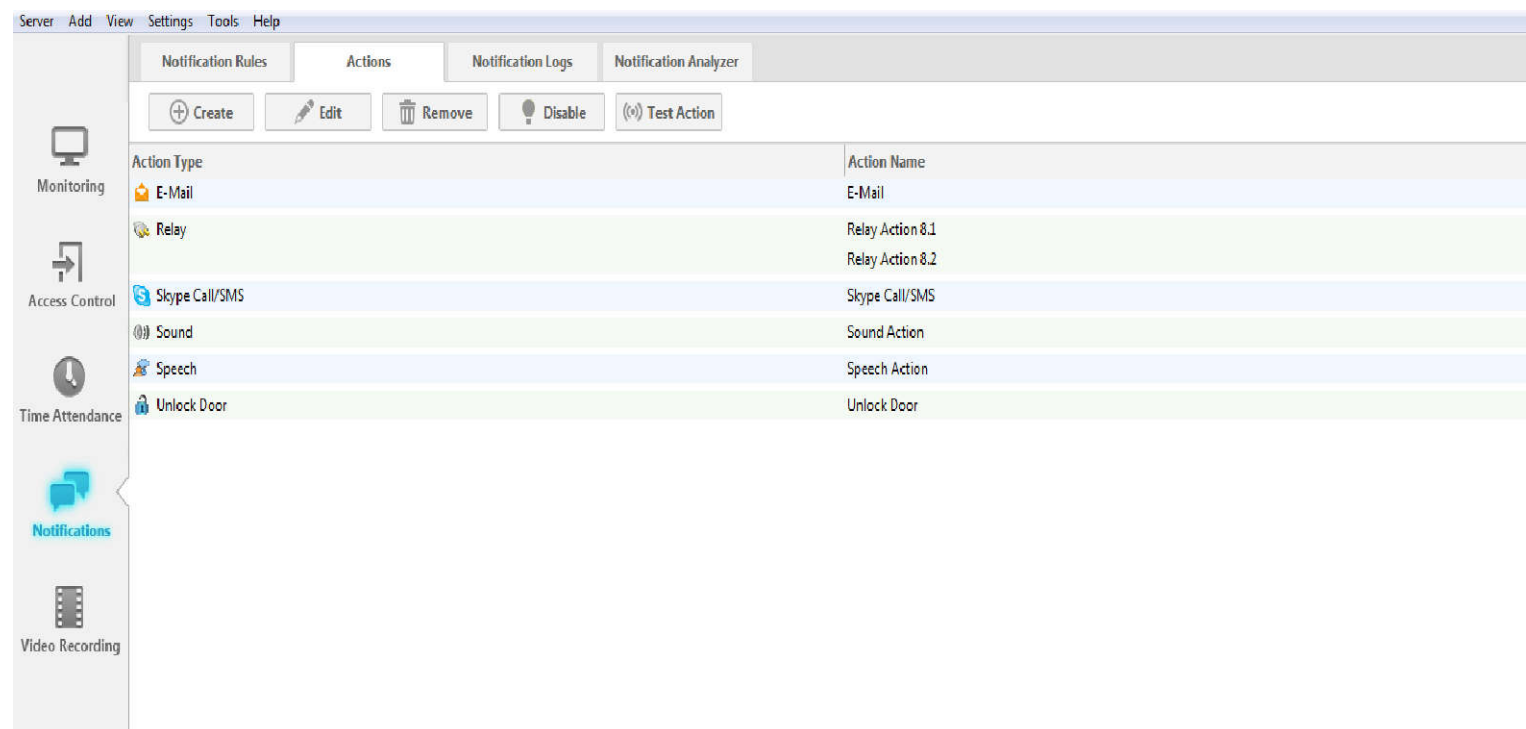 Server Add View Settings Tools Help
Notification Rules Actions Notification Logs Notification Analyzer
Create Edit Remove Disable Test Action
Action Type Action Name
Monitoring
E-Mail E-Mail
Relay Relay Action 8.1
Relay Action 8.2
Access Control
Skype Call/SMS Skype Call/SMS
Sound Sound Action
Speech Speech Action
Time Attendance
Unlock Door Unlock Door
Notifications
Video Recording